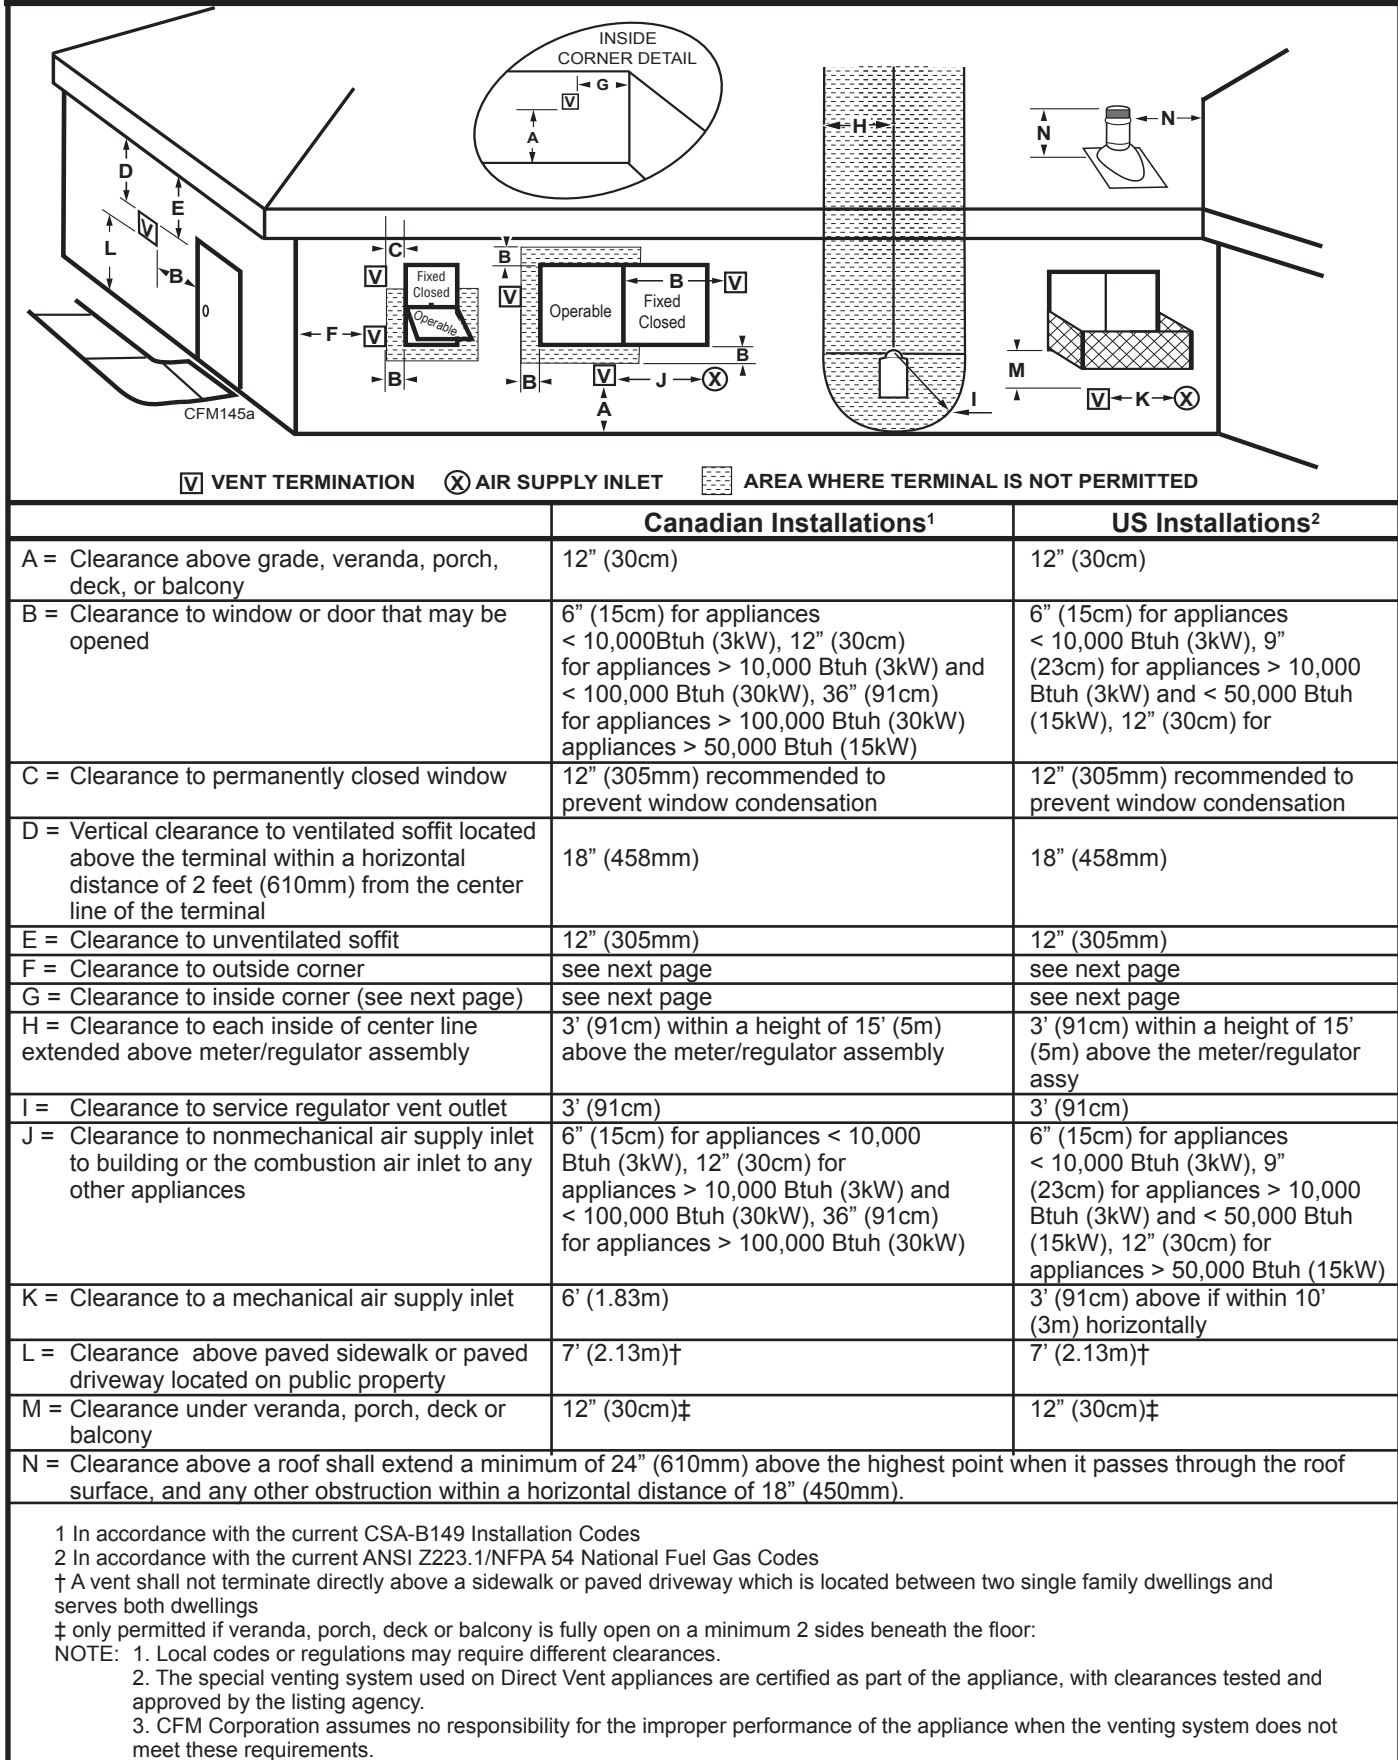 INSIDE
CORNER DETAIL
G
V
A
H
N
N
D
E
V
L
B
C
V
Fixed
Closed
Operable
F
V
B
B
V
Operable
B
V
Fixed
Closed
B
B
V
J
X
A
I
M
V
K
X
CFM145a
V VENT TERMINATION X AIR SUPPLY INLET AREA WHERE TERMINAL IS NOT PERMITTED
Canadian Installations¹ US Installations²
A = Clearance above grade, veranda, porch,
deck, or balcony
12” (30cm)
12” (30cm)
B = Clearance to window or door that may be
opened
6” (15cm) for appliances
< 10,000Btuh (3kW), 12” (30cm)
for appliances > 10,000 Btuh (3kW) and
< 100,000 Btuh (30kW), 36” (91cm)
for appliances > 100,000 Btuh (30kW)
appliances > 50,000 Btuh (15kW)
6” (15cm) for appliances
< 10,000 Btuh (3kW), 9”
(23cm) for appliances > 10,000
Btuh (3kW) and < 50,000 Btuh
(15kW), 12” (30cm) for
C = Clearance to permanently closed window
12” (305mm) recommended to
prevent window condensation
12” (305mm) recommended to
prevent window condensation
D = Vertical clearance to ventilated soffit located
above the terminal within a horizontal
distance of 2 feet (610mm) from the center
line of the terminal
18” (458mm)
18” (458mm)
E = Clearance to unventilated soffit
12” (305mm)
12” (305mm)
F = Clearance to outside corner
see next page
see next page
G = Clearance to inside corner (see next page)
see next page
see next page
H = Clearance to each inside of center line
extended above meter/regulator assembly
3’ (91cm) within a height of 15’ (5m)
above the meter/regulator assembly
3’ (91cm) within a height of 15’
(5m) above the meter/regulator
assy
I = Clearance to service regulator vent outlet
3’ (91cm)
3’ (91cm)
J = Clearance to nonmechanical air supply inlet
to building or the combustion air inlet to any
other appliances
6” (15cm) for appliances < 10,000
Btuh (3kW), 12” (30cm) for
appliances > 10,000 Btuh (3kW) and
< 100,000 Btuh (30kW), 36” (91cm)
for appliances > 100,000 Btuh (30kW)
6” (15cm) for appliances
< 10,000 Btuh (3kW), 9”
(23cm) for appliances > 10,000
Btuh (3kW) and < 50,000 Btuh
(15kW), 12” (30cm) for
appliances > 50,000 Btuh (15kW)
K = Clearance to a mechanical air supply inlet
6’ (1.83m)
3’ (91cm) above if within 10’
(3m) horizontally
L = Clearance above paved sidewalk or paved
driveway located on public property
7’ (2.13m)†
7’ (2.13m)†
M = Clearance under veranda, porch, deck or
balcony
12” (30cm)‡
12” (30cm)‡
N = Clearance above a roof shall extend a minimum of 24” (610mm) above the highest point when it passes through the roof
surface, and any other obstruction within a horizontal distance of 18” (450mm).
1 In accordance with the current CSA-B149 Installation Codes
2 In accordance with the current ANSI Z223.1/NFPA 54 National Fuel Gas Codes
† A vent shall not terminate directly above a sidewalk or paved driveway which is located between two single family dwellings and
serves both dwellings
‡ only permitted if veranda, porch, deck or balcony is fully open on a minimum 2 sides beneath the floor:
NOTE: 1. Local codes or regulations may require different clearances.
2. The special venting system used on Direct Vent appliances are certified as part of the appliance, with clearances tested and
approved by the listing agency.
3. CFM Corporation assumes no responsibility for the improper performance of the appliance when the venting system does not
meet these requirements.